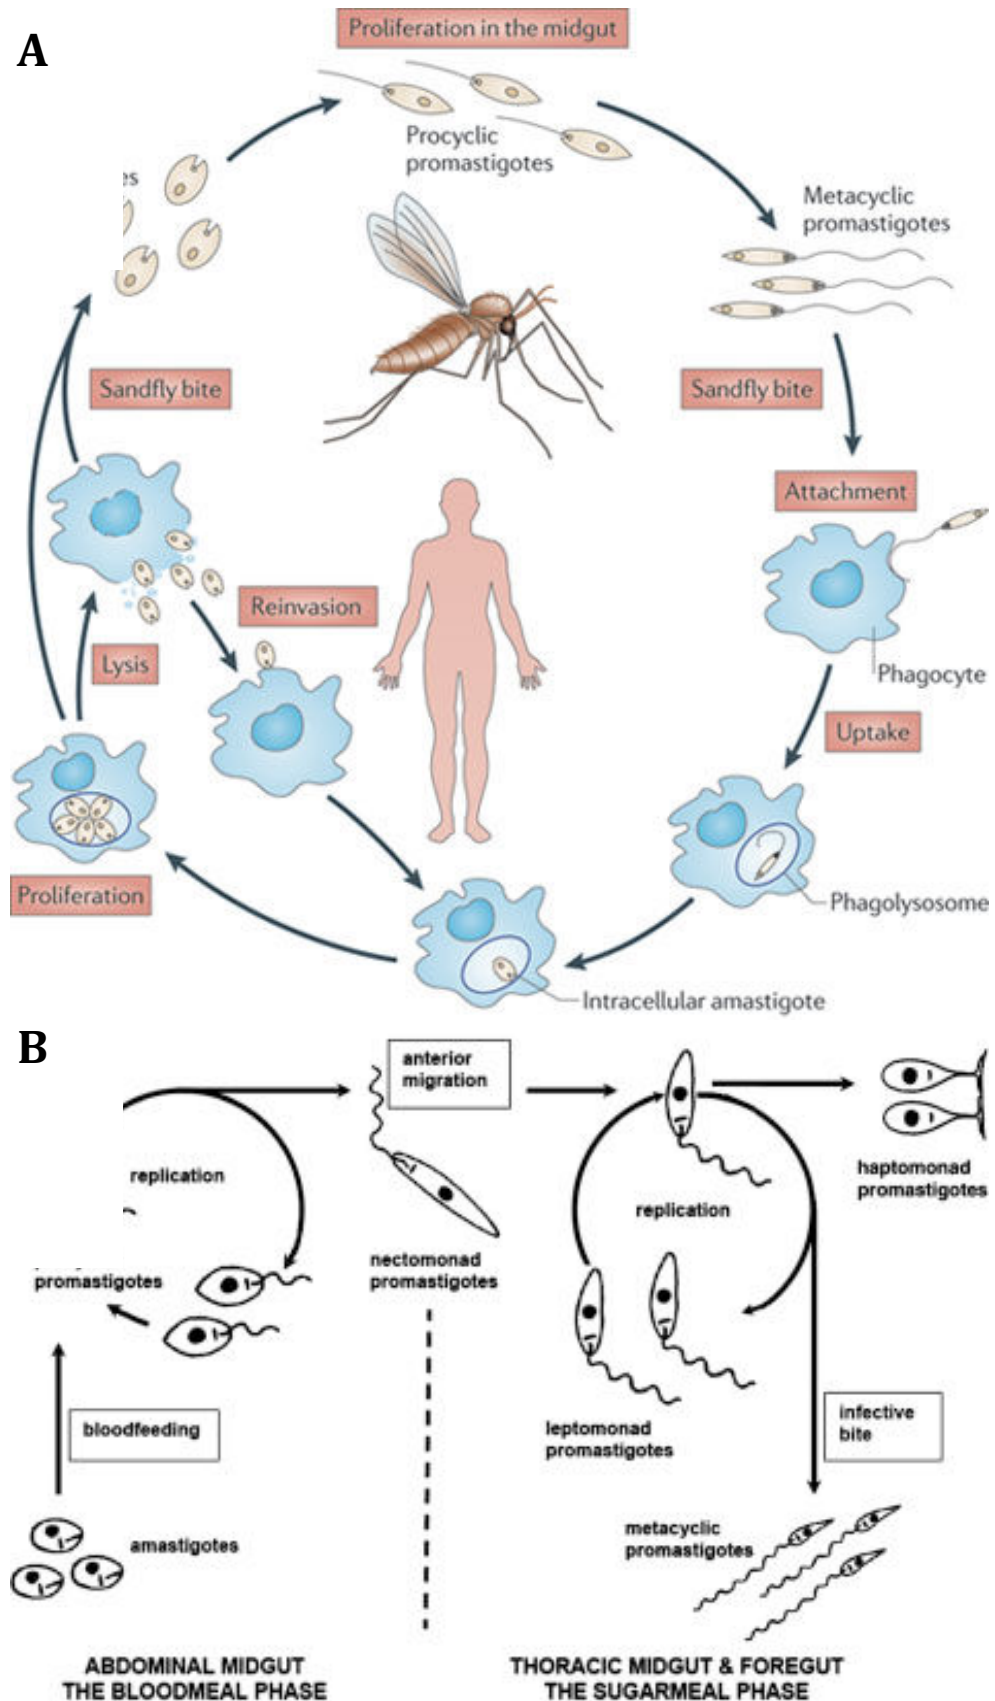 A
Proliferation in the midgut
Procyclic
promastigotes
es
Metacyclic
promastigotes
Sandfly bite
Sandfly bite
Attachment
Reinvasion
Lysis
Phagocyte
Uptake
Proliferation
Phagolysosome
Intracellular amastigote
B
anterior
migration
replication
replication
haptomonad
promastigotes
nectomonad
promastigotes
promastigotes
bloodfeeding
leptomonad
promastigotes
infective
bite
amastigotes
metacyclic
promastigotes
ABDOMINAL MIDGUT
THE BLOODMEAL PHASE
THORACIC MIDGUT & FOREGUT
THE SUGARMEAL PHASE